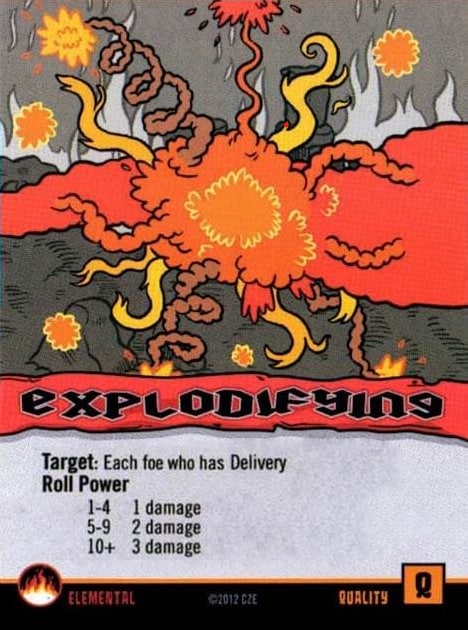 EXPLODIFYING
Target: Each foe who has Delivery
Roll Power
1-4 1 damage
5-9 2 damage
10+ 3 damage
ELEMENTAL ©2012 CZE QUALITY Q